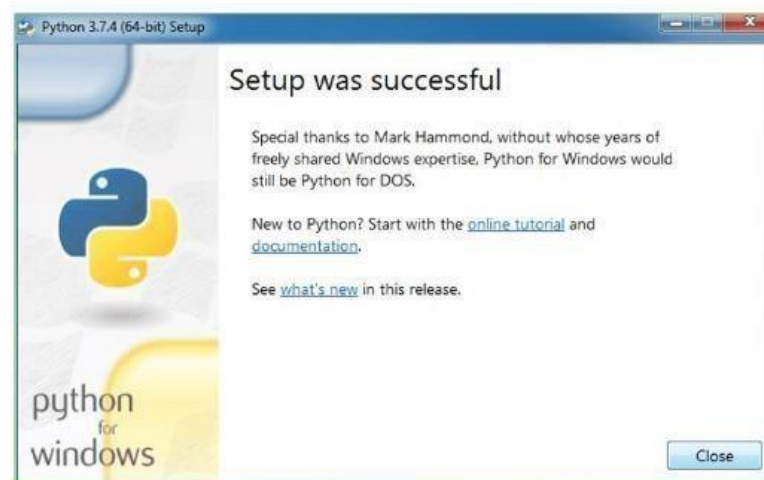 Python 3.7.4 (64-bit) Setup
Setup was successful
Special thanks to Mark Hammond, without whose years of
freely shared Windows expertise, Python for Windows would
still be Python for DOS.
New to Python? Start with the online tutorial and
documentation.
See what's new in this release.
python
for
windows
Close